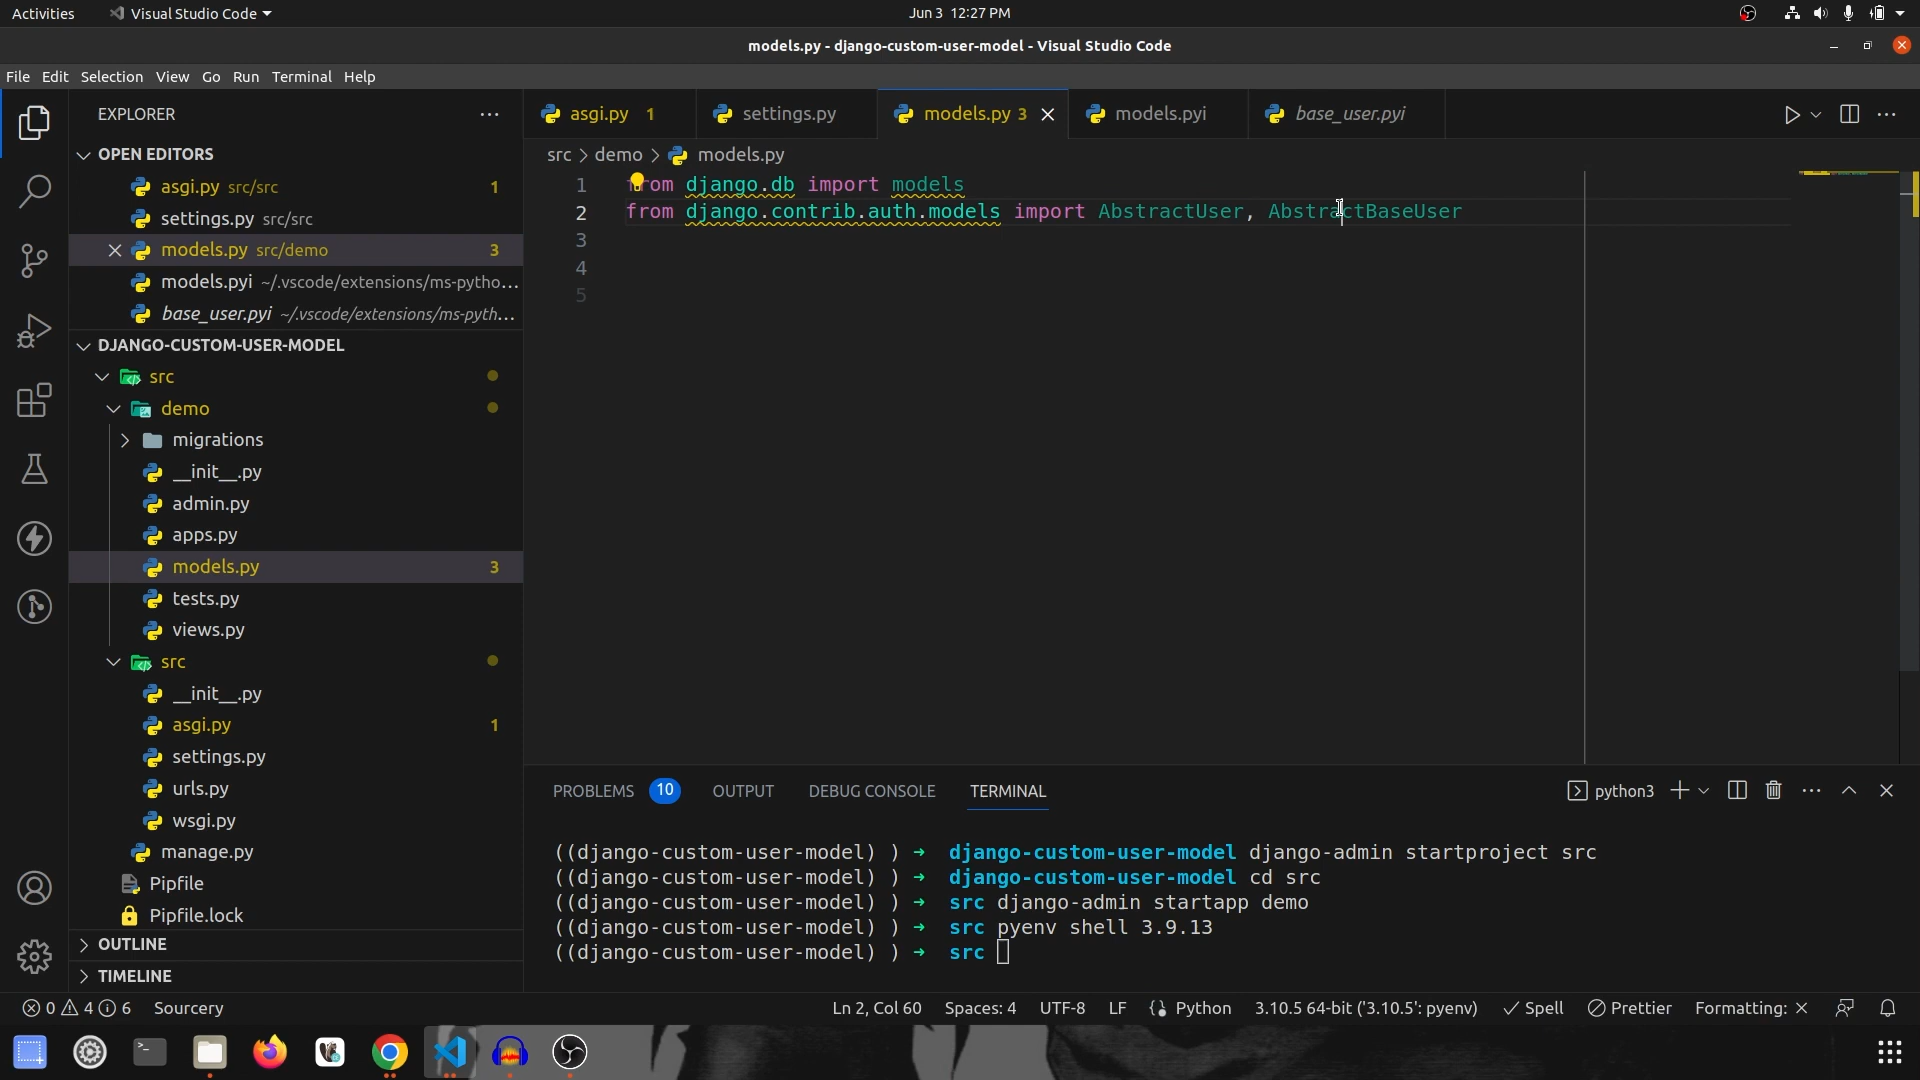 Activities
Visual Studio Code
Jun 3 12:27 PM
models.py - django-custom-user-model - Visual Studio Code
File Edit Selection View Go Run Terminal Help
EXPLORER
asgi.py 1
settings.py
models.py 3
models.pyi
base_user.pyi
OPEN EDITORS
asgi.py src/src 1
settings.py src/src
models.py src/demo 3
models.pyi ~/.vscode/extensions/ms-pytho...
base_user.pyi ~/.vscode/extensions/ms-pyth...
DJANGO-CUSTOM-USER-MODEL
src
demo
migrations
__init__.py
admin.py
apps.py
models.py 3
tests.py
views.py
src
__init__.py
asgi.py 1
settings.py
urls.py
wsgi.py
manage.py
Pipfile
Pipfile.lock
OUTLINE
TIMELINE
src > demo > models.py
1 from django.db import models
2 from django.contrib.auth.models import AbstractUser, AbstractBaseUser
3
4
5
PROBLEMS 10 OUTPUT DEBUG CONSOLE TERMINAL
python3
((django-custom-user-model) ) ➜ django-custom-user-model django-admin startproject src
((django-custom-user-model) ) ➜ django-custom-user-model cd src
((django-custom-user-model) ) ➜ src django-admin startapp demo
((django-custom-user-model) ) ➜ src pyenv shell 3.9.13
((django-custom-user-model) ) ➜ src
0 4 6 Sourcery
Ln 2, Col 60 Spaces: 4 UTF-8 LF Python 3.10.5 64-bit ('3.10.5': pyenv) Spell Prettier Formatting: ×